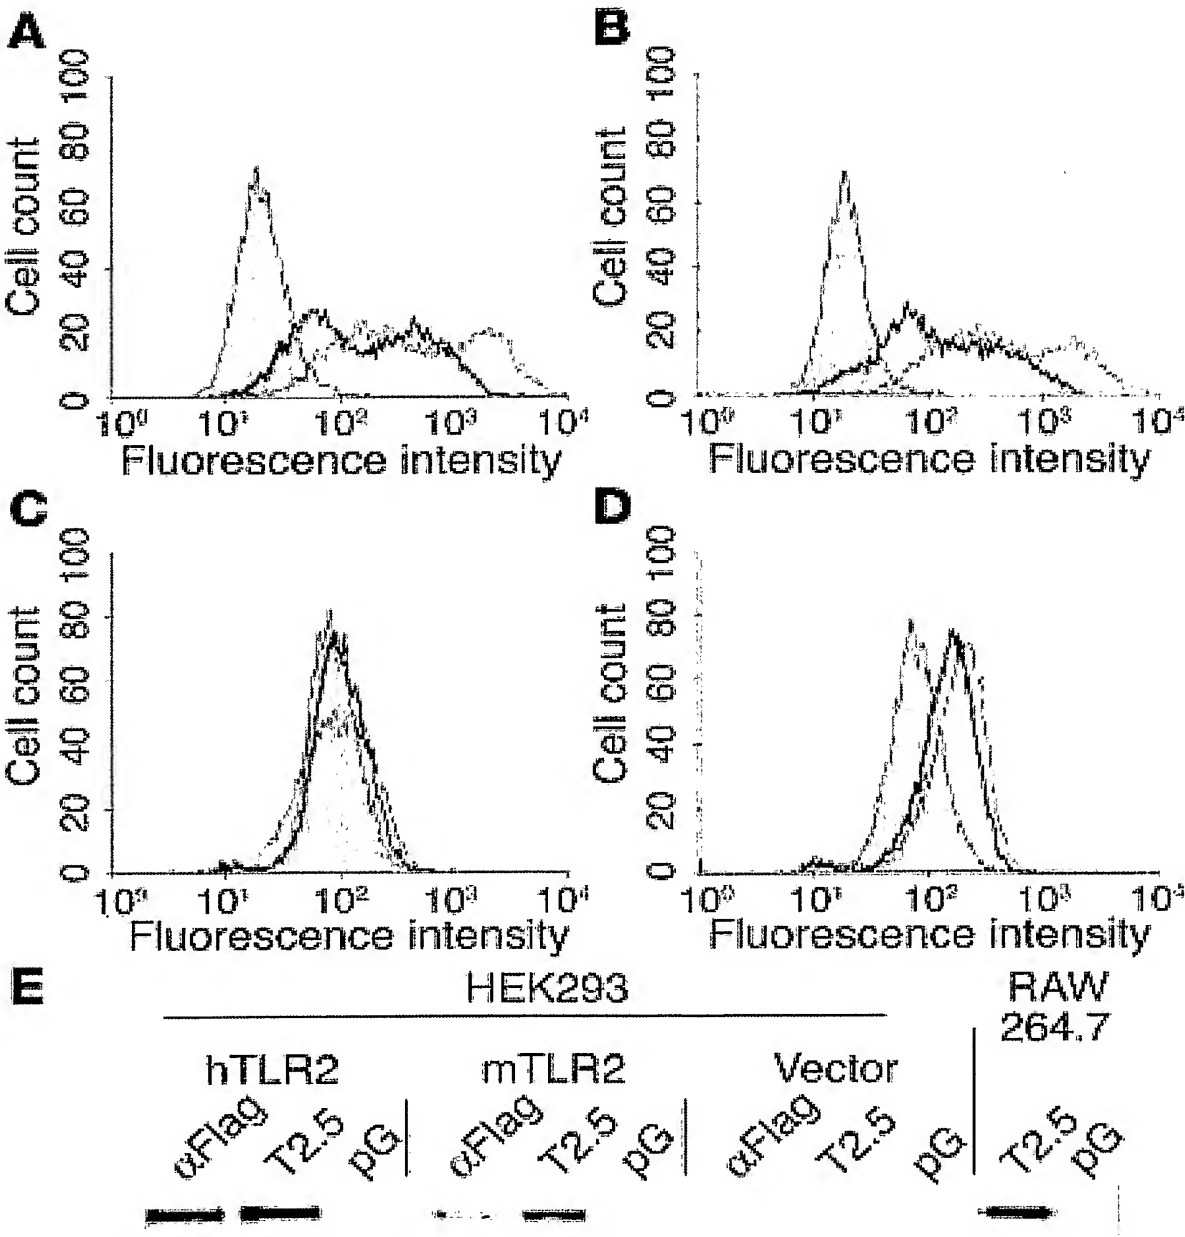 A
B
Cell count
100
80
60
40
20
0
10⁰ 10¹ 10² 10³ 10⁴
Fluorescence intensity
Cell count
100
80
60
40
20
0
10⁰ 10¹ 10² 10³ 10⁴
Fluorescence intensity
C
D
Cell count
100
80
60
40
20
0
10⁰ 10¹ 10² 10³ 10⁴
Fluorescence intensity
Cell count
100
80
60
40
20
0
10⁰ 10¹ 10² 10³ 10⁴
Fluorescence intensity
E
HEK293
RAW
264.7
hTLR2 mTLR2 Vector
αFlag T2.5 pG αFlag T2.5 pG αFlag T2.5 pG T2.5 pG